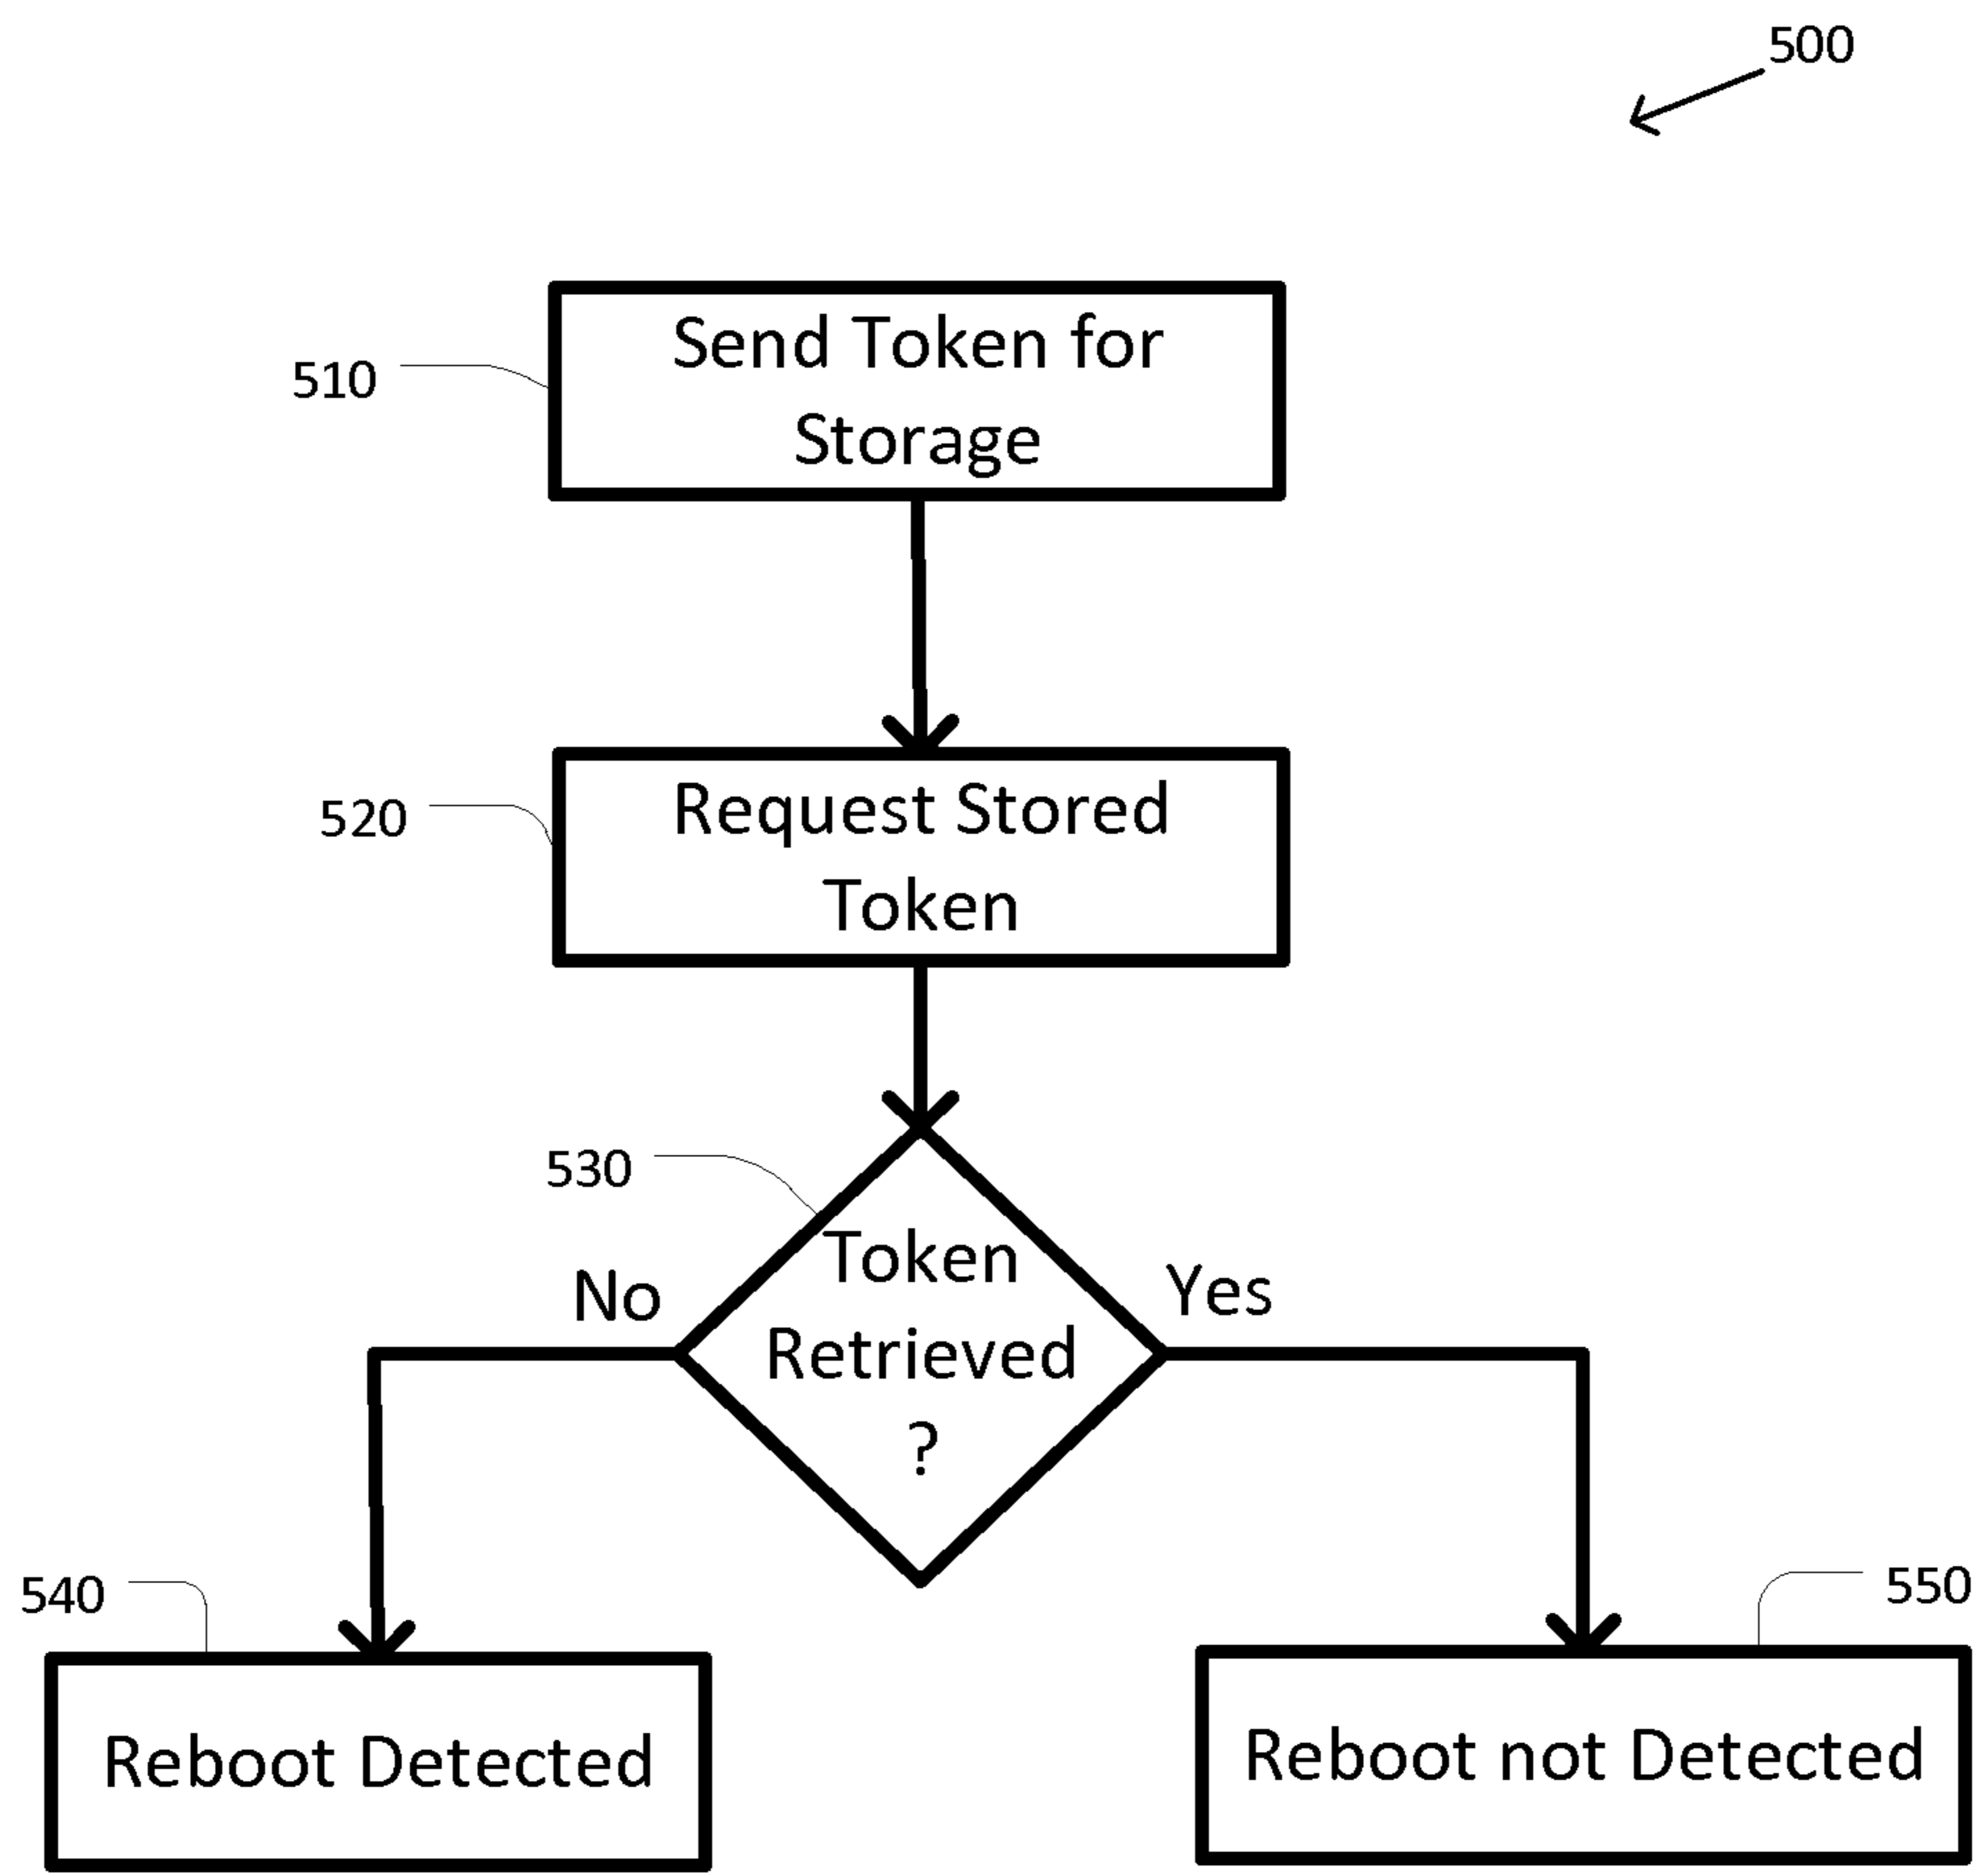 500
510
Send Token for
Storage
520
Request Stored
Token
530
Token
Retrieved
?
No
Yes
540
Reboot Detected
550
Reboot not Detected